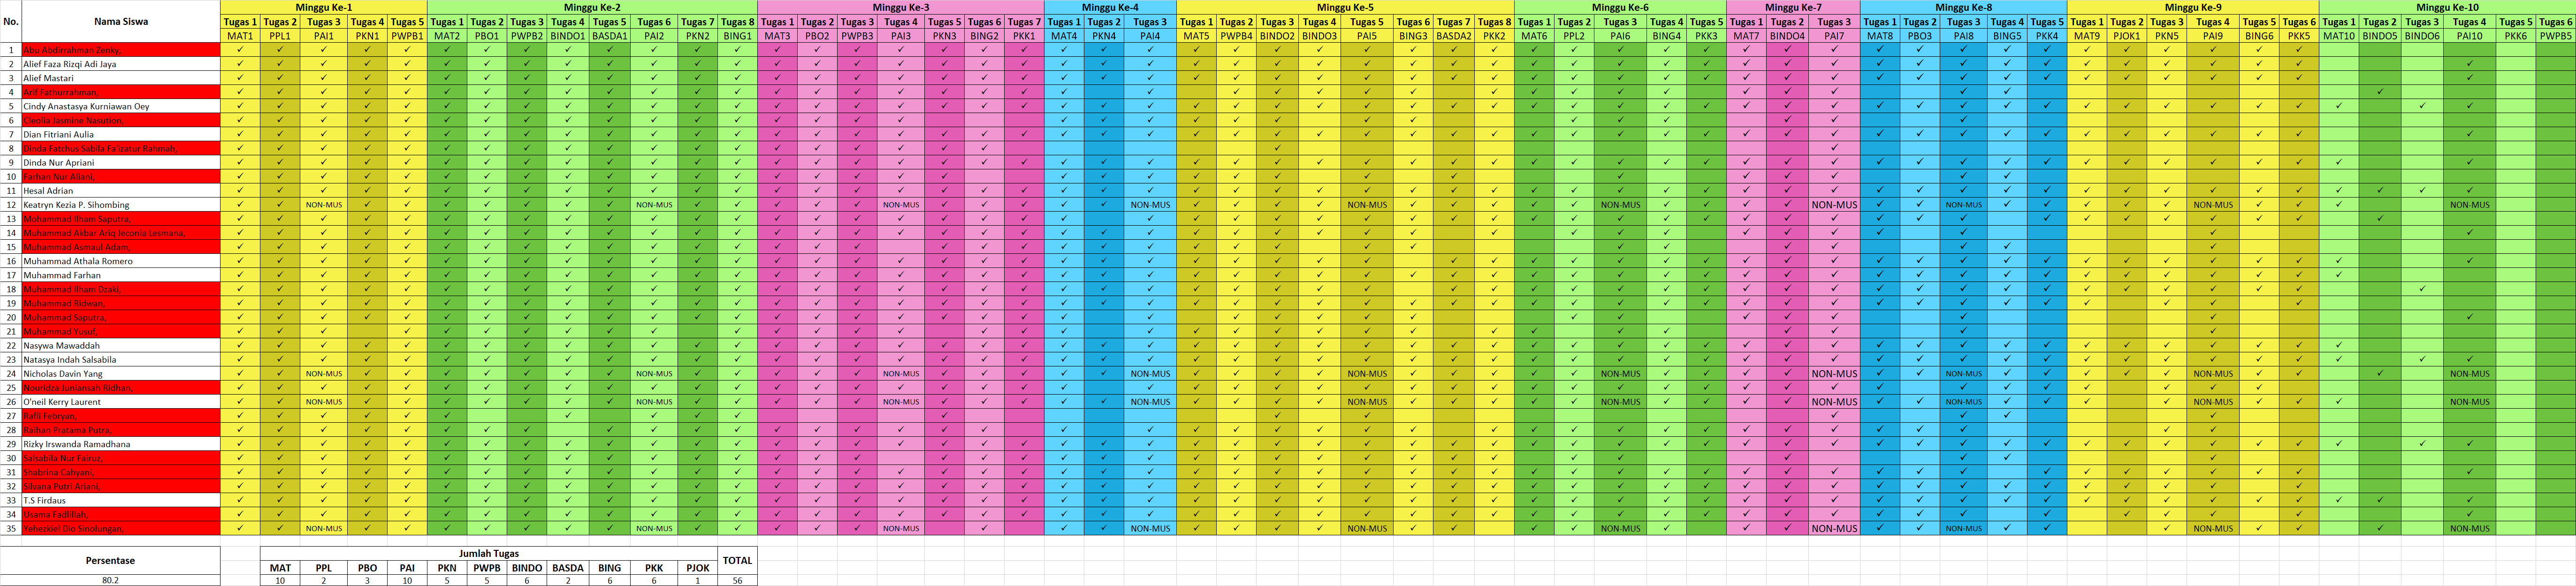 No. Nama Siswa Minggu Ke-1 Minggu Ke-2 Minggu Ke-3 Minggu Ke-4 Minggu Ke-5 Minggu Ke-6 Minggu Ke-7 Minggu Ke-8 Minggu Ke-9 Minggu Ke-10
Tugas 1 Tugas 2 Tugas 3 Tugas 4 Tugas 5 Tugas 1 Tugas 2 Tugas 3 Tugas 4 Tugas 5 Tugas 6 Tugas 7 Tugas 8 Tugas 1 Tugas 2 Tugas 3 Tugas 4 Tugas 5 Tugas 6 Tugas 7 Tugas 1 Tugas 2 Tugas 3 Tugas 1 Tugas 2 Tugas 3 Tugas 4 Tugas 5 Tugas 6 Tugas 7 Tugas 8 Tugas 1 Tugas 2 Tugas 3 Tugas 4 Tugas 5 Tugas 1 Tugas 2 Tugas 3 Tugas 1 Tugas 2 Tugas 3 Tugas 4 Tugas 5 Tugas 1 Tugas 2 Tugas 3 Tugas 4 Tugas 5 Tugas 6 Tugas 1 Tugas 2 Tugas 3 Tugas 4 Tugas 5 Tugas 6
MAT1 PPL1 PAI1 PKN1 PWPB1 MAT2 PBO1 PWPB2 BINDO1 BASDA1 PAI2 PKN2 BING1 MAT3 PBO2 PWPB3 PAI3 PKN3 BING2 PKK1 MAT4 PKN4 PAI4 MAT5 PWPB4 BINDO2 BINDO3 PAI5 BING3 BASDA2 PKK2 MAT6 PPL2 PAI6 BING4 PKK3 MAT7 BINDO4 PAI7 MAT8 PBO3 PAI8 BING5 PKK4 MAT9 PJOK1 PKN5 PAI9 BING6 PKK5 MAT10 BINDO5 BINDO6 PAI10 PKK6 PWPB5
1 Abu Abdirrahman Zenky,
2 Alief Faza Rizqi Adi Jaya
3 Alief Mastari
4 Arif Fathurrahman,
5 Cindy Anastasya Kurniawan Oey
6 Cleolia Jasmine Nasution,
7 Dian Fitriani Aulia
8 Dinda Fatchus Sabila Fa'izatur Rahmah,
9 Dinda Nur Apriani
10 Farhan Nur Aliani,
11 Hesal Adrian
12 Keatryn Kezia P. Sihombing NON-MUS NON-MUS NON-MUS NON-MUS NON-MUS NON-MUS NON-MUS NON-MUS NON-MUS NON-MUS
13 Mohammad Ilham Saputra,
14 Muhammad Akbar Ariq Jeconia Lesmana,
15 Muhammad Asmaul Adam,
16 Muhammad Athala Romero
17 Muhammad Farhan
18 Muhammad Ilham Dzaki,
19 Muhammad Ridwan,
20 Muhammad Saputra,
21 Muhammad Yusuf,
22 Nasywa Mawaddah
23 Natasya Indah Salsabila
24 Nicholas Davin Yang NON-MUS NON-MUS NON-MUS NON-MUS NON-MUS NON-MUS NON-MUS NON-MUS NON-MUS NON-MUS
25 Nouridza Juniansah Ridhan,
26 O'neil Kerry Laurent NON-MUS NON-MUS NON-MUS NON-MUS NON-MUS NON-MUS NON-MUS NON-MUS NON-MUS NON-MUS
27 Rafli Febryan,
28 Raihan Pratama Putra,
29 Rizky Irswanda Ramadhana
30 Salsabila Nur Fairuz,
31 Shabrina Cahyani,
32 Silvana Putri Ariani,
33 T.S Firdaus
34 Usama Fadlillah,
35 Yehezkiel Dio Sinolungan, NON-MUS NON-MUS NON-MUS NON-MUS NON-MUS NON-MUS NON-MUS NON-MUS NON-MUS NON-MUS
Persentase Jumlah Tugas TOTAL
MAT PPL PBO PAI PKN PWPB BINDO BASDA BING PKK PJOK
80.2 10 2 3 10 5 5 6 2 6 6 1 56